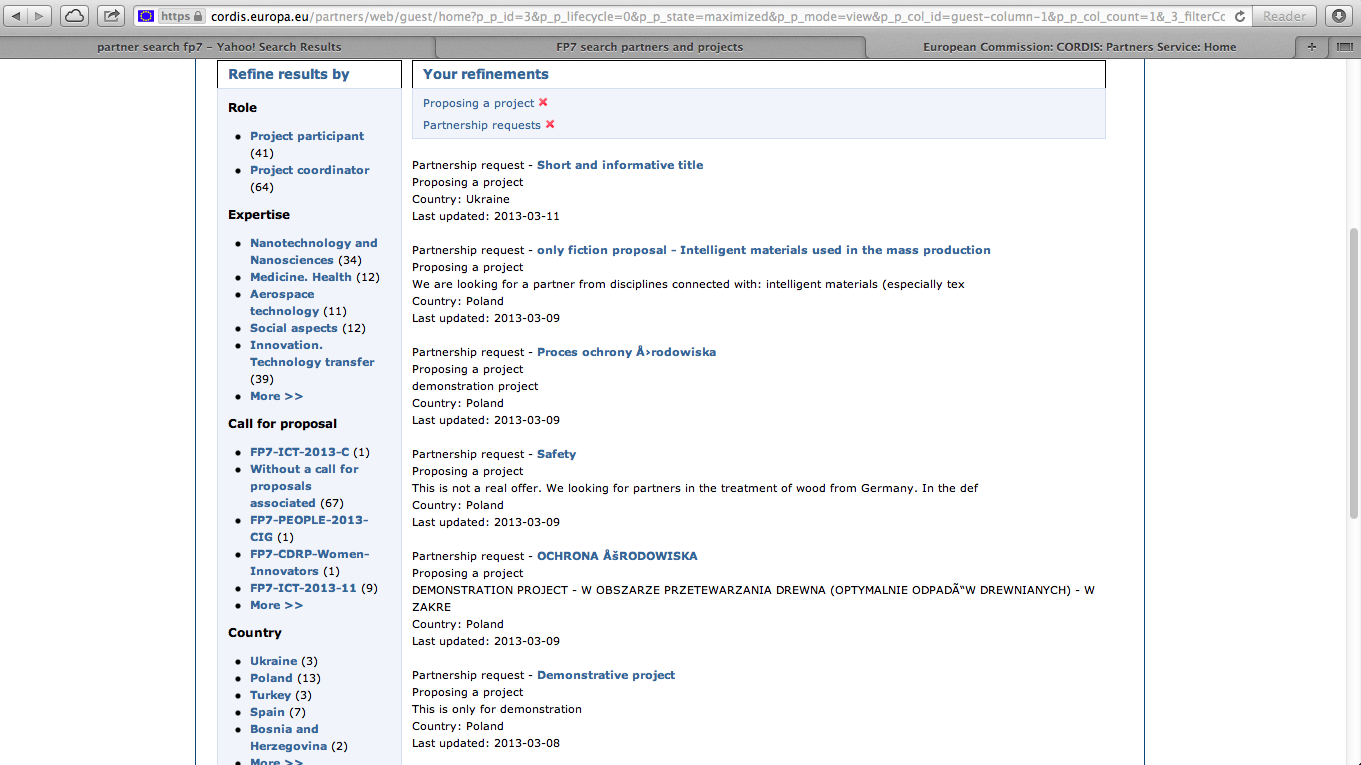 https cordis.europa.eu/partners/web/guest/home?p_p_id=3&p_p_lifecycle=0&p_p_state=maximized&p_p_mode=view&p_p_col_id=guest-column-1&p_p_col_count=1&_3_filterCc Reader
partner search fp7 – Yahoo! Search Results
FP7 search partners and projects
European Commission: CORDIS: Partners Service: Home
Refine results by
Role
Project participant
(41)
Project coordinator
(64)
Expertise
Nanotechnology and
Nanosciences (34)
Medicine. Health (12)
Aerospace
technology (11)
Social aspects (12)
Innovation.
Technology transfer
(39)
More >>
Call for proposal
FP7-ICT-2013-C (1)
Without a call for
proposals
associated (67)
FP7-PEOPLE-2013-
CIG (1)
FP7-CDRP-Women-
Innovators (1)
FP7-ICT-2013-11 (9)
More >>
Country
Ukraine (3)
Poland (13)
Turkey (3)
Spain (7)
Bosnia and
Herzegovina (2)
More >>
Your refinements
Proposing a project
Partnership requests
Partnership request - Short and informative title
Proposing a project
Country: Ukraine
Last updated: 2013-03-11
Partnership request - only fiction proposal - Intelligent materials used in the mass production
Proposing a project
We are looking for a partner from disciplines connected with: intelligent materials (especially tex
Country: Poland
Last updated: 2013-03-09
Partnership request - Proces ochrony Å›rodowiska
Proposing a project
demonstration project
Country: Poland
Last updated: 2013-03-09
Partnership request - Safety
Proposing a project
This is not a real offer. We looking for partners in the treatment of wood from Germany. In the def
Country: Poland
Last updated: 2013-03-09
Partnership request - OCHRONA ÅšRODOWISKA
Proposing a project
DEMONSTRATION PROJECT - W OBSZARZE PRZETEWARZANIA DREWNA (OPTYMALNIE ODPADÃ“W DREWNIANYCH) - W
ZAKRE
Country: Poland
Last updated: 2013-03-09
Partnership request - Demonstrative project
Proposing a project
This is only for demonstration
Country: Poland
Last updated: 2013-03-08